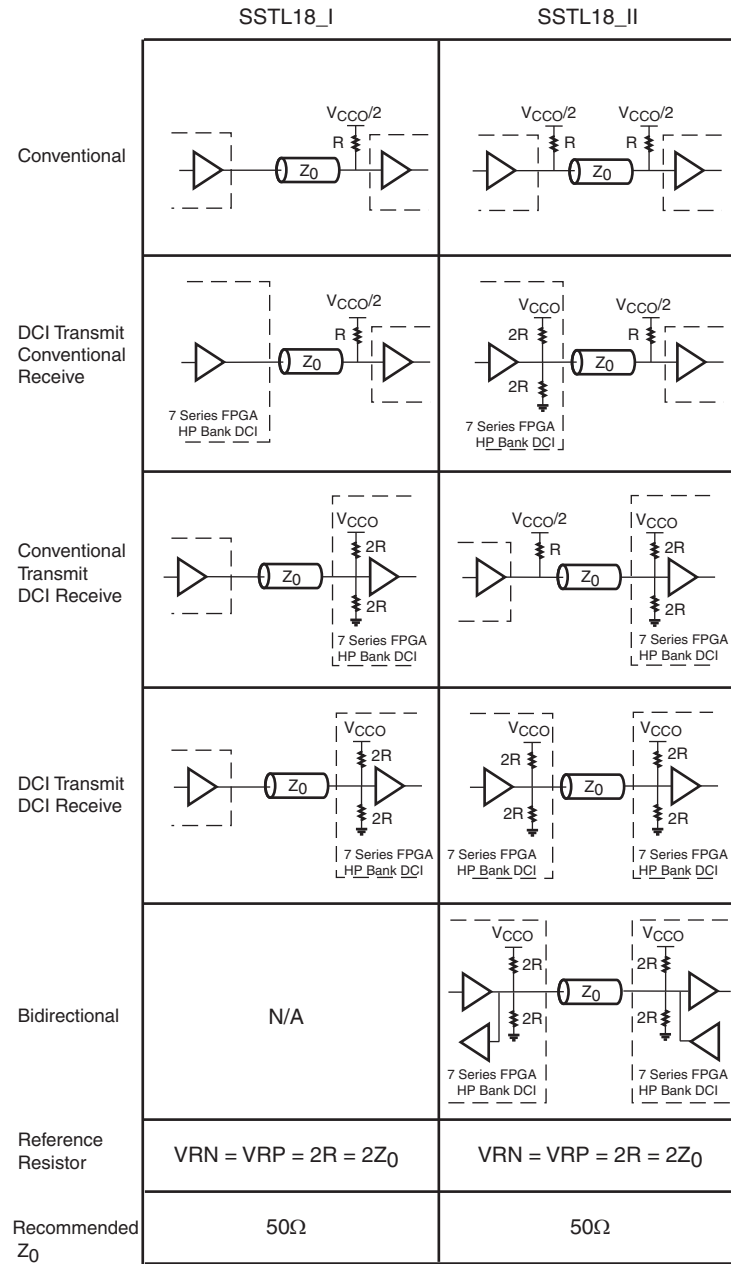 SSTL18_I SSTL18_II
Conventional
VCCO/2
R
Z0
VCCO/2 VCCO/2
R R
Z0
DCI Transmit
Conventional
Receive
VCCO/2
R
Z0
7 Series FPGA
HP Bank DCI
VCCO VCCO/2
2R R
Z0
2R
7 Series FPGA
HP Bank DCI
Conventional
Transmit
DCI Receive
VCCO
2R
Z0
2R
7 Series FPGA
HP Bank DCI
VCCO/2 VCCO
R 2R
Z0
2R
7 Series FPGA
HP Bank DCI
DCI Transmit
DCI Receive
VCCO
2R
Z0
2R
7 Series FPGA
HP Bank DCI
VCCO VCCO
2R 2R
Z0
2R 2R
7 Series FPGA 7 Series FPGA
HP Bank DCI HP Bank DCI
Bidirectional
N/A
VCCO VCCO
2R 2R
Z0
2R 2R
7 Series FPGA 7 Series FPGA
HP Bank DCI HP Bank DCI
Reference
Resistor
VRN = VRP = 2R = 2Z0 VRN = VRP = 2R = 2Z0
Recommended
Z0
50Ω 50Ω